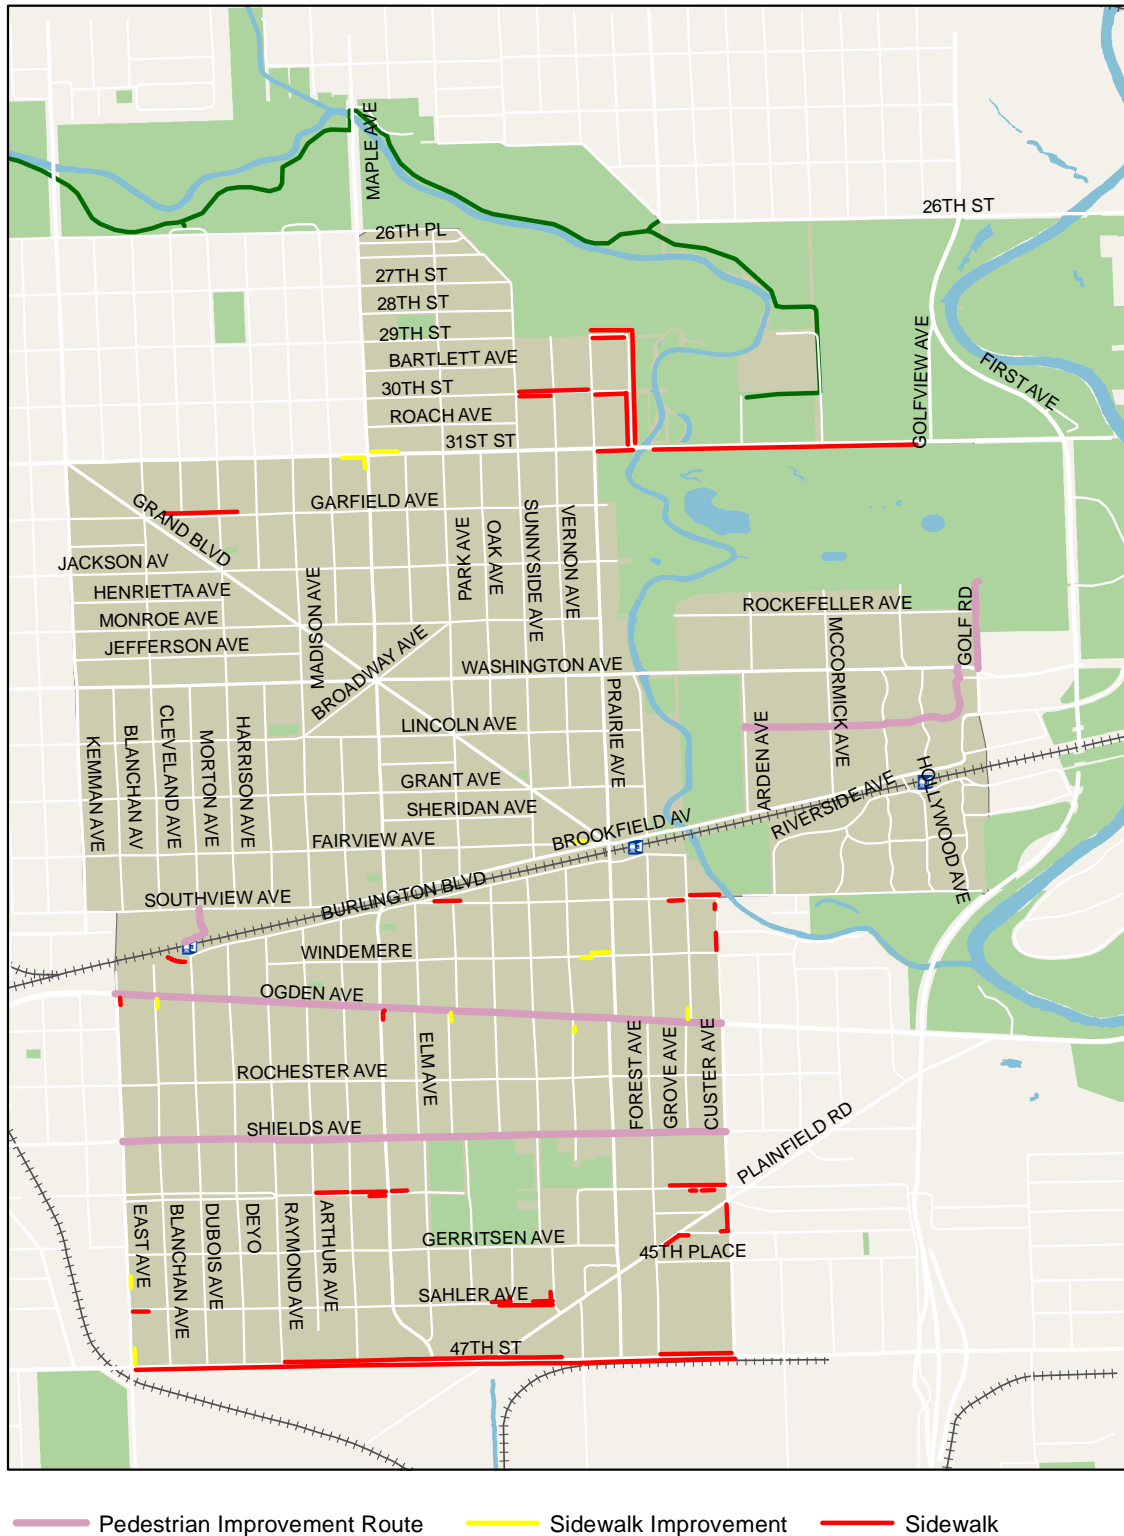 MAPLE AVE
26TH ST
26TH PL
27TH ST
28TH ST
29TH ST
BARTLETT AVE
30TH ST
ROACH AVE
31ST ST
GOLFVIEW AVE
FIRST AVE
GRAND BLVD
GARFIELD AVE
PARK AVE
OAK AVE
SUNNYSIDE AVE
VERNON AVE
JACKSON AV
HENRIETTA AVE
MONROE AVE
JEFFERSON AVE
MADISON AVE
BROADWAY AVE
WASHINGTON AVE
ROCKEFELLER AVE
MCCORMICK AVE
GOLF RD
KEMMAN AVE
BLANCHAN AV
CLEVELAND AVE
MORTON AVE
HARRISON AVE
LINCOLN AVE
PRAIRIE AVE
ARDEN AVE
GRANT AVE
SHERIDAN AVE
FAIRVIEW AVE
BROOKFIELD AV
RIVERSIDE AVE
HOLLYWOOD AVE
SOUTHVIEW AVE
BURLINGTON BLVD
WINDEMERE
OGDEN AVE
ELM AVE
FOREST AVE
GROVE AVE
CUSTER AVE
ROCHESTER AVE
SHIELDS AVE
PLAINFIELD RD
EAST AVE
BLANCHAN AVE
DUBOIS AVE
DEYO
RAYMOND AVE
ARTHUR AVE
GERRITSEN AVE
45TH PLACE
SAHLER AVE
47TH ST
Pedestrian Improvement Route
Sidewalk Improvement
Sidewalk